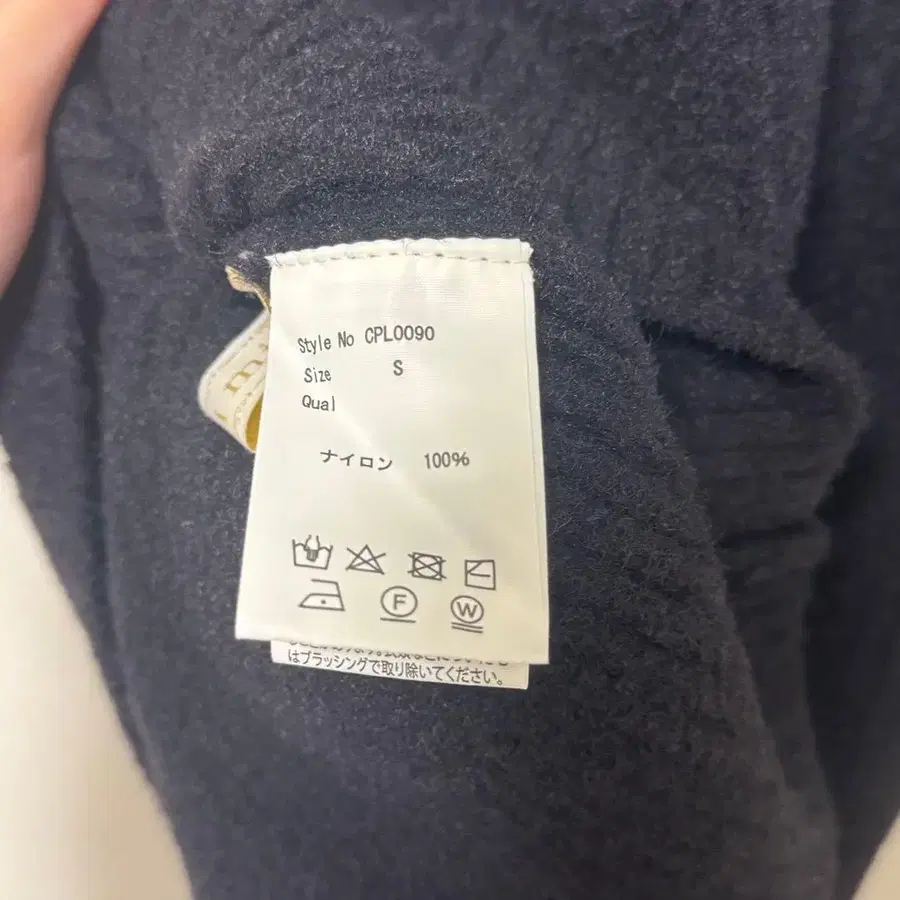 Style No CPL0090
Size S
Qual
ナイロン 100%
F
W
はブラッシングで取り除いてください。